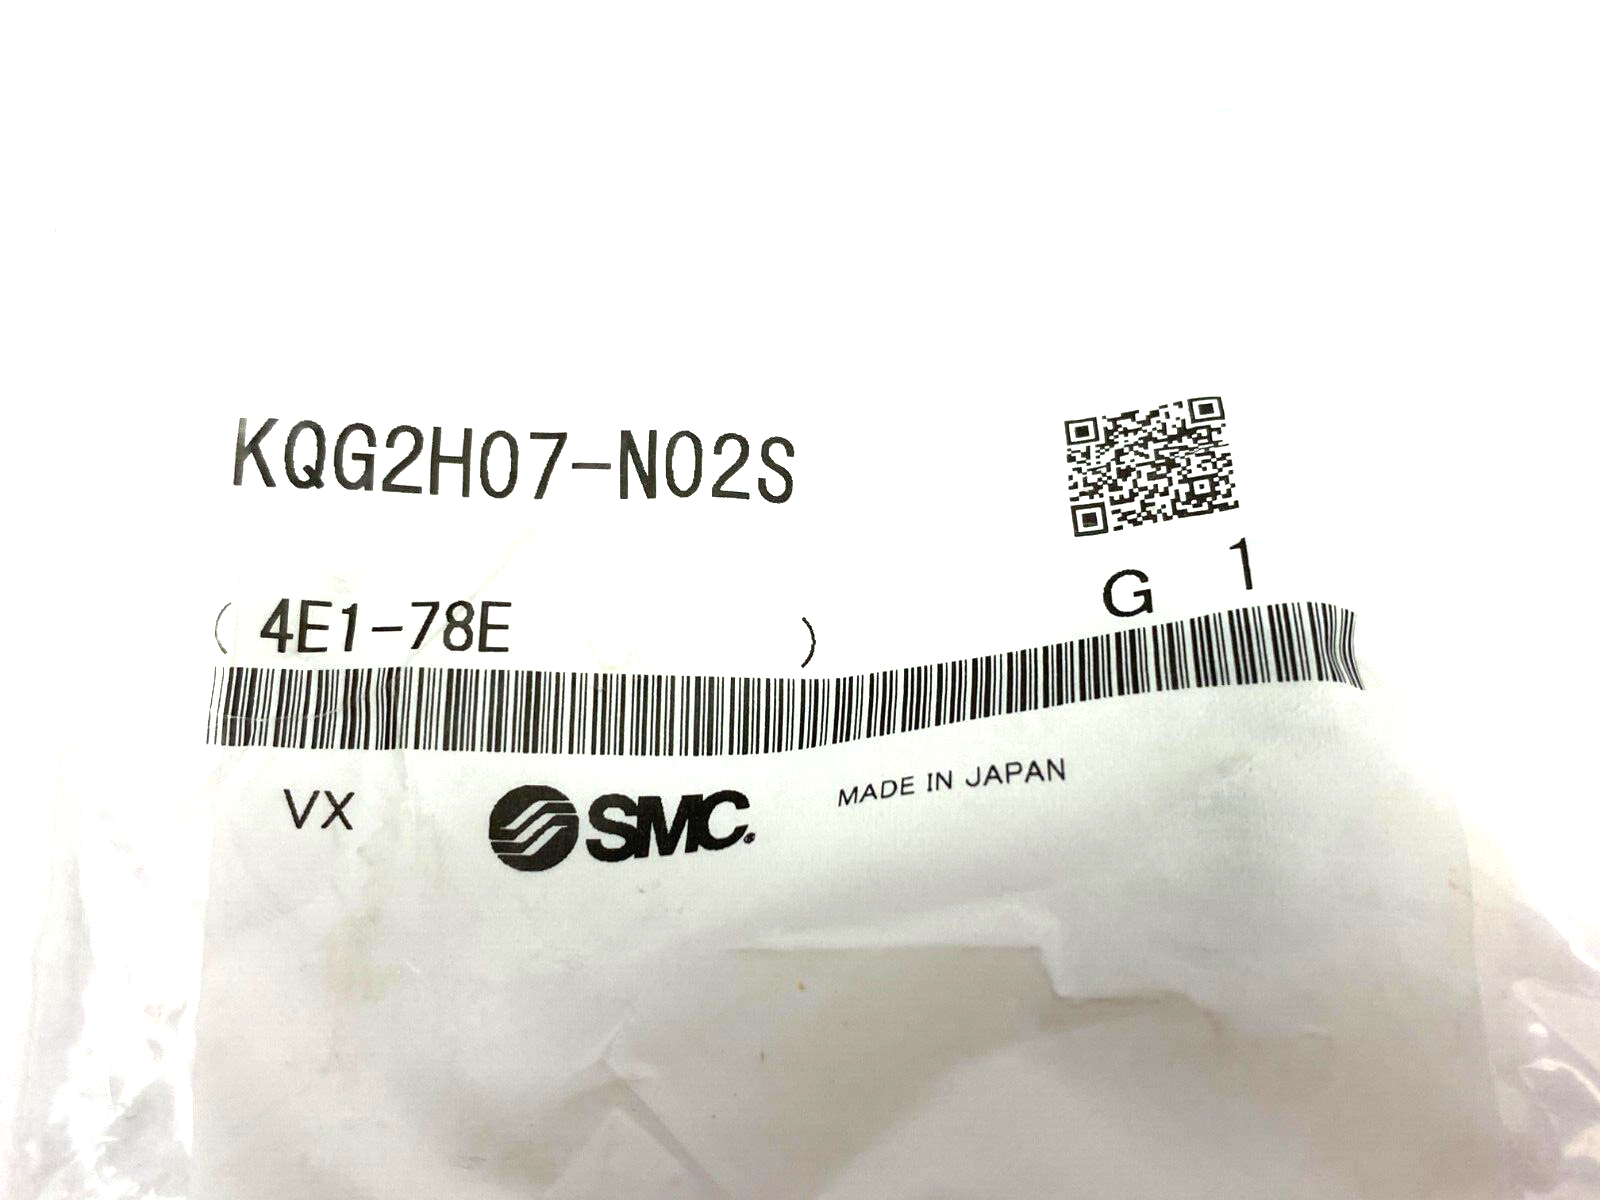 KQG2H07-N02S
G 1
( 4E1-78E )
VX SMC MADE IN JAPAN